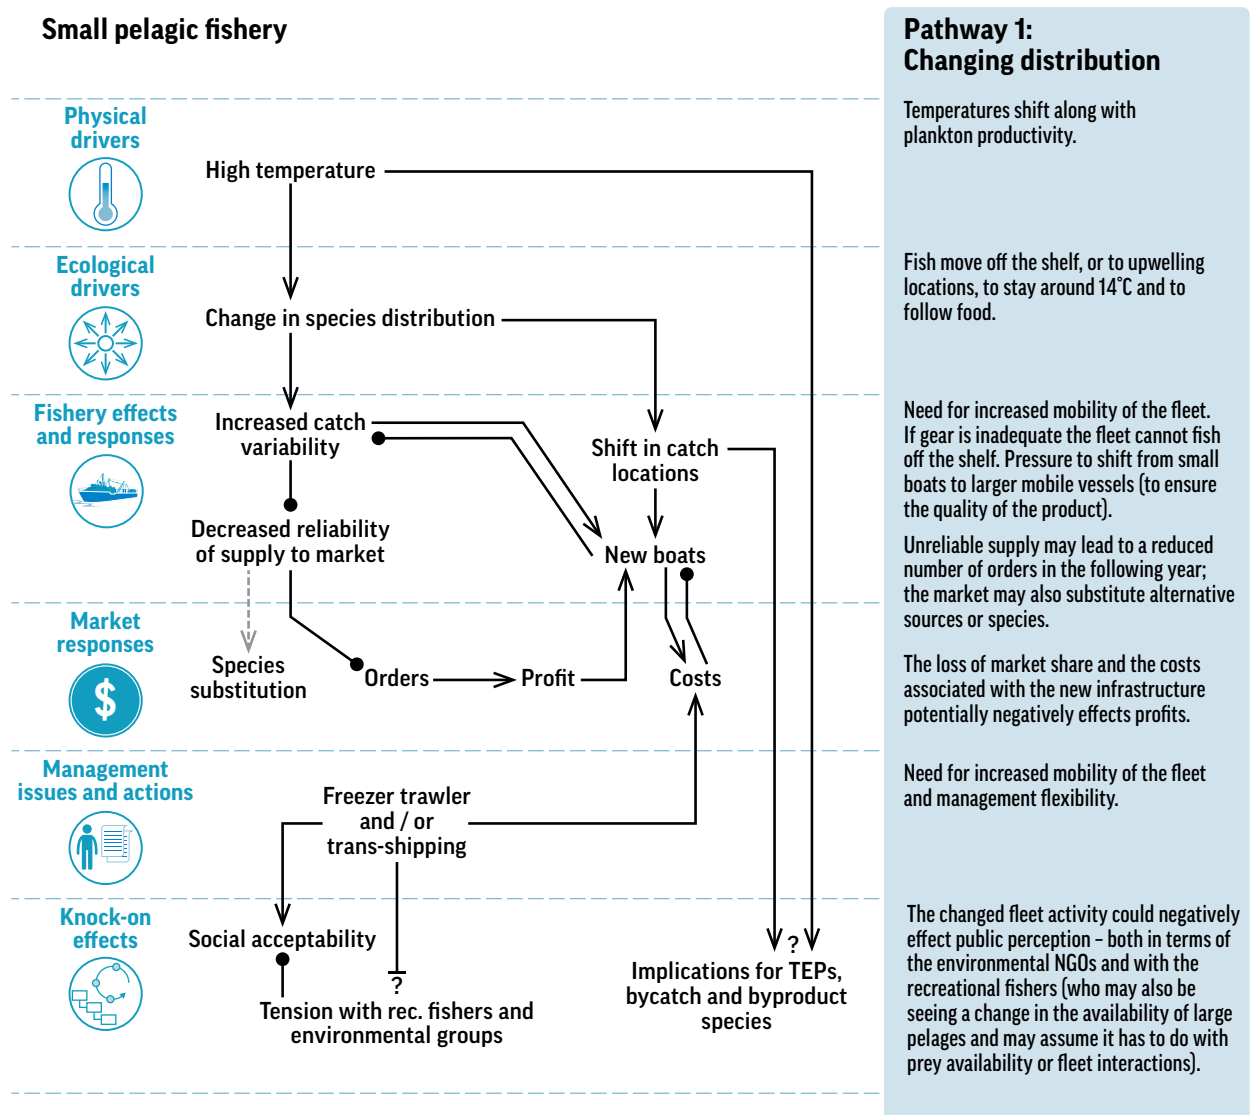 Small pelagic fishery
Pathway 1:
Changing distribution
Physical
drivers
High temperature
Temperatures shift along with
plankton productivity.
Ecological
drivers
Change in species distribution
Fish move off the shelf, or to upwelling
locations, to stay around 14°C and to
follow food.
Fishery effects
and responses
Increased catch
variability
Shift in catch
locations
Decreased reliability
of supply to market
New boats
Need for increased mobility of the fleet.
If gear is inadequate the fleet cannot fish
off the shelf. Pressure to shift from small
boats to larger mobile vessels (to ensure
the quality of the product).
Unreliable supply may lead to a reduced
number of orders in the following year;
the market may also substitute alternative
sources or species.
Market
responses
$
Species
substitution
Orders
Profit
Costs
The loss of market share and the costs
associated with the new infrastructure
potentially negatively effects profits.
Management
issues and actions
Freezer trawler
and / or
trans-shipping
Need for increased mobility of the fleet
and management flexibility.
Knock-on
effects
Social acceptability
?
Tension with rec. fishers and
environmental groups
?
Implications for TEPs,
bycatch and byproduct
species
The changed fleet activity could negatively
effect public perception – both in terms of
the environmental NGOs and with the
recreational fishers (who may also be
seeing a change in the availability of large
pelages and may assume it has to do with
prey availability or fleet interactions).